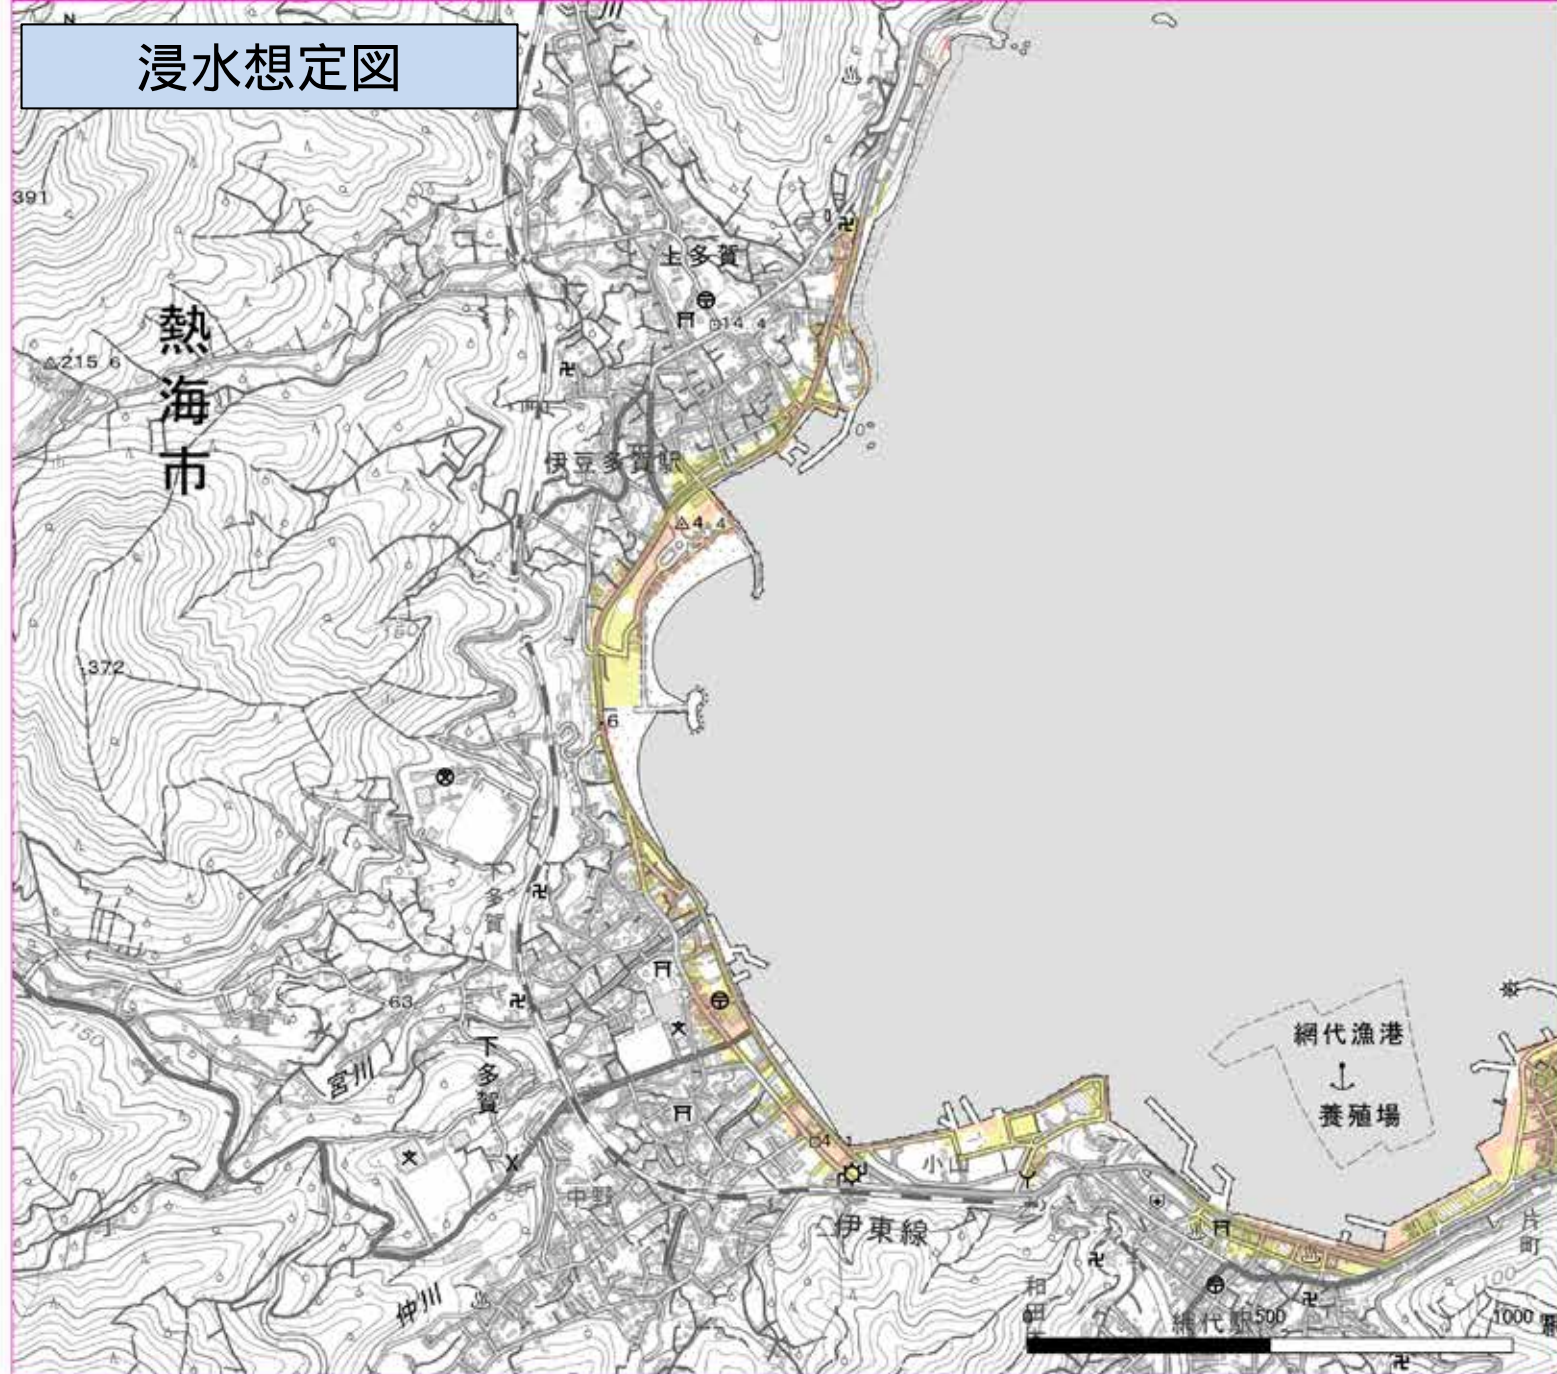 浸水想定図
391
上多賀
14.4
熱海市
215.6
伊豆多賀駅
4.4
150
372
6
下多賀
63
150
網代漁港
養殖場
宮川
下多賀
4.1
小山
中野
伊東線
片町
仲川
網代駅
500
1000